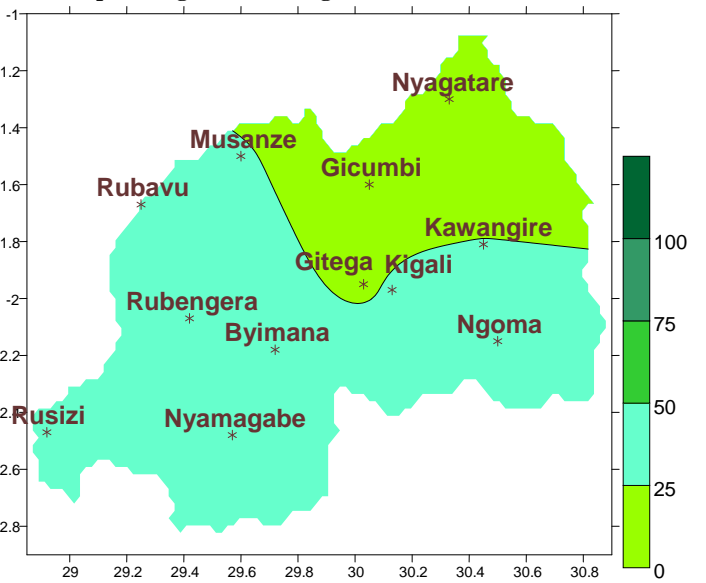 -1
1.2
1.4
1.6
1.8
-2
2.2
2.4
2.6
2.8
Nyagatare
Musanze
Gicumbi
Rubavu
Kawangire
Gitega
Kigali
Rubengera
Byimana
Ngoma
Rusizi
Nyamagabe
29
29.2
29.4
29.6
29.8
30
30.2
30.4
30.6
30.8
100
75
50
25
0